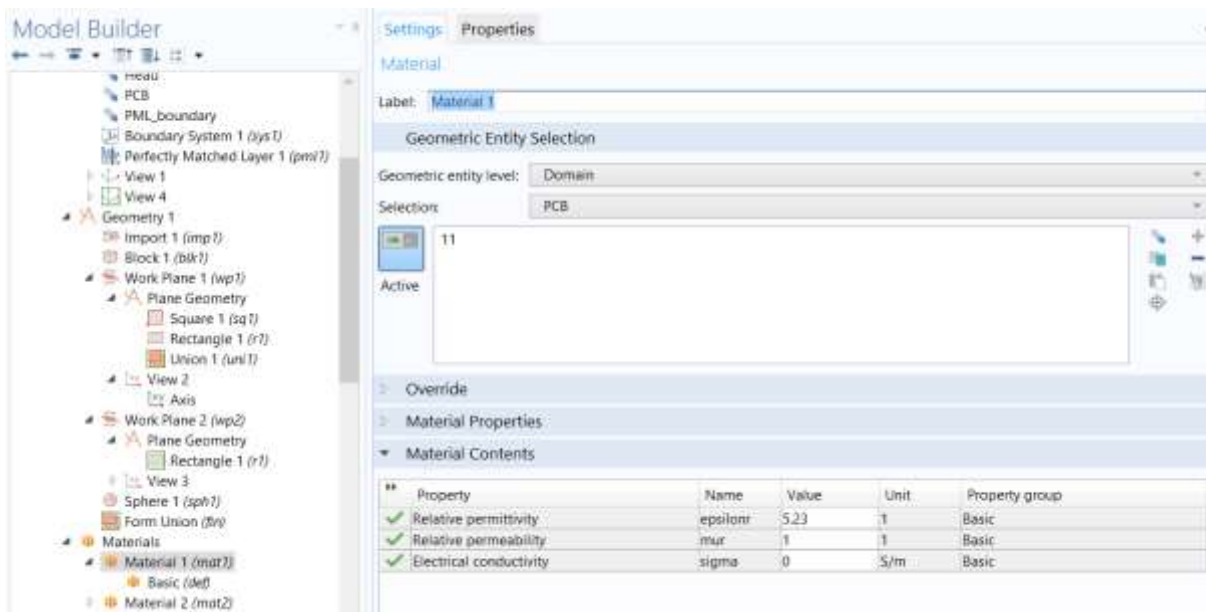 Model Builder
Head
PCB
PML_boundary
Boundary System 1 (sys1)
Perfectly Matched Layer 1 (pml1)
View 1
View 4
Geometry 1
Import 1 (imp1)
Block 1 (blk1)
Work Plane 1 (wp1)
Plane Geometry
Square 1 (sq1)
Rectangle 1 (r1)
Union 1 (uni1)
View 2
Axis
Work Plane 2 (wp2)
Plane Geometry
Rectangle 1 (r1)
View 3
Sphere 1 (sph1)
Form Union (fin)
Materials
Material 1 (mat1)
Basic (def)
Material 2 (mat2)
Settings Properties
Material
Label: Material 1
Geometric Entity Selection
Geometric entity level: Domain
Selection: PCB
11
Active
Override
Material Properties
Material Contents
Property Name Value Unit Property group
Relative permittivity epsilonr 5.23 1 Basic
Relative permeability mur 1 1 Basic
Electrical conductivity sigma 0 S/m Basic